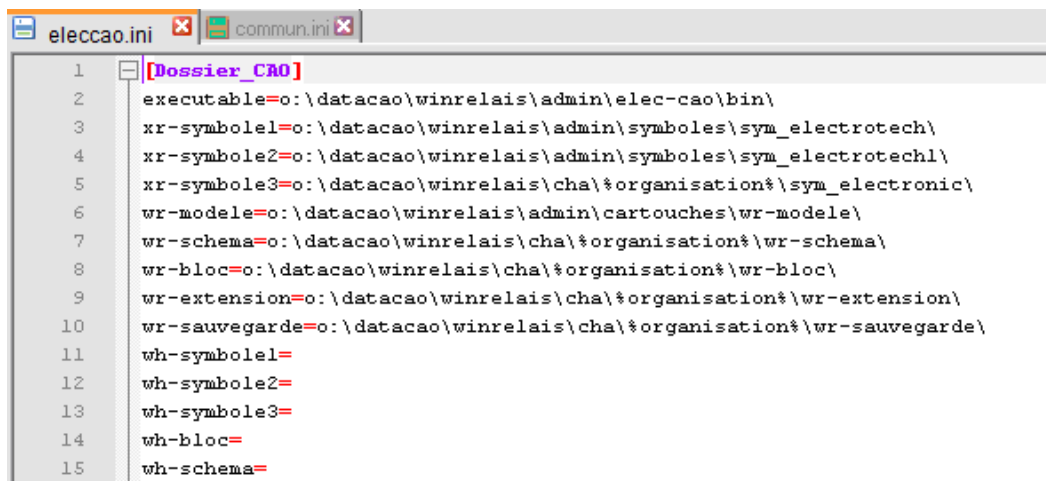 eleccao.ini commun.ini
1 [Dossier_CAO]
2 executable=o:\datacao\winrelais\admin\elec-cao\bin\
3 xr-symbole1=o:\datacao\winrelais\admin\symboles\sym_electrotech\
4 xr-symbole2=o:\datacao\winrelais\admin\symboles\sym_electrotech1\
5 xr-symbole3=o:\datacao\winrelais\cha\%organisation%\sym_electronic\
6 wr-modele=o:\datacao\winrelais\admin\cartouches\wr-modele\
7 wr-schema=o:\datacao\winrelais\cha\%organisation%\wr-schema\
8 wr-bloc=o:\datacao\winrelais\cha\%organisation%\wr-bloc\
9 wr-extension=o:\datacao\winrelais\cha\%organisation%\wr-extension\
10 wr-sauvegarde=o:\datacao\winrelais\cha\%organisation%\wr-sauvegarde\
11 wh-symbole1=
12 wh-symbole2=
13 wh-symbole3=
14 wh-bloc=
15 wh-schema=